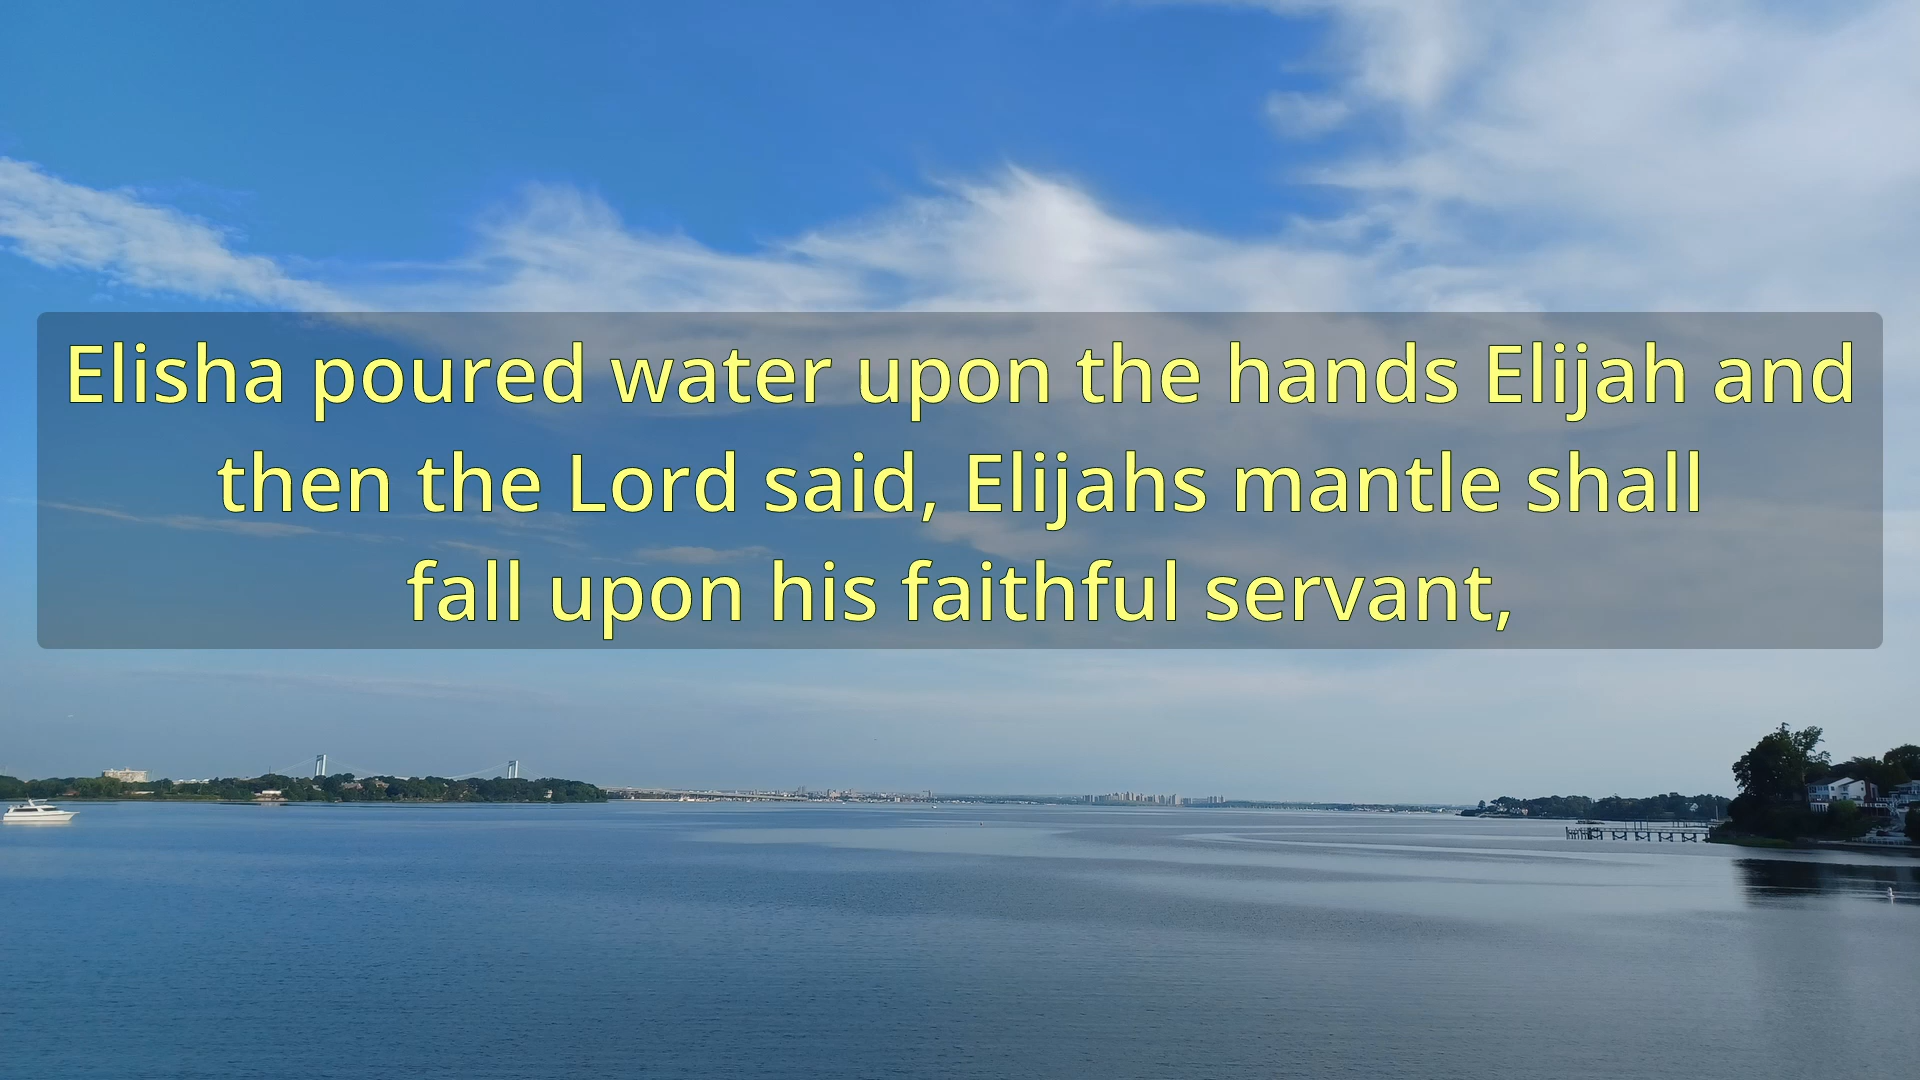 Elisha poured water upon the hands Elijah and
then the Lord said, Elijahs mantle shall
fall upon his faithful servant,